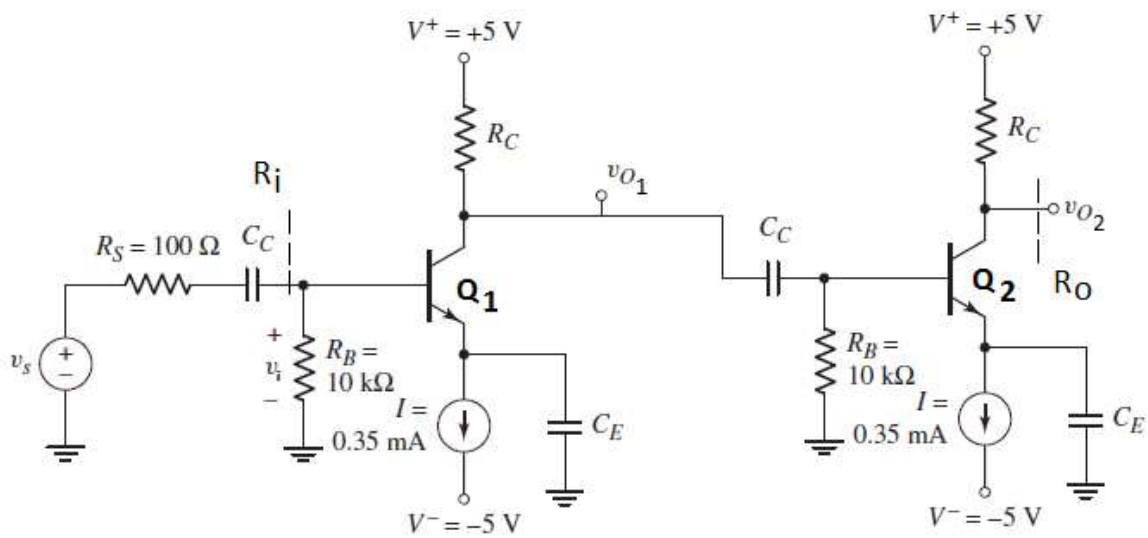 V⁺ = +5 V
V⁺ = +5 V
R_C
R_C
R_i
v_O₁
v_O₂
R_S = 100 Ω
C_C
C_C
Q₁
Q₂
R_O
v_s
+
−
+
v_i
−
R_B =
10 kΩ
R_B =
10 kΩ
I =
0.35 mA
C_E
I =
0.35 mA
C_E
V⁻ = −5 V
V⁻ = −5 V